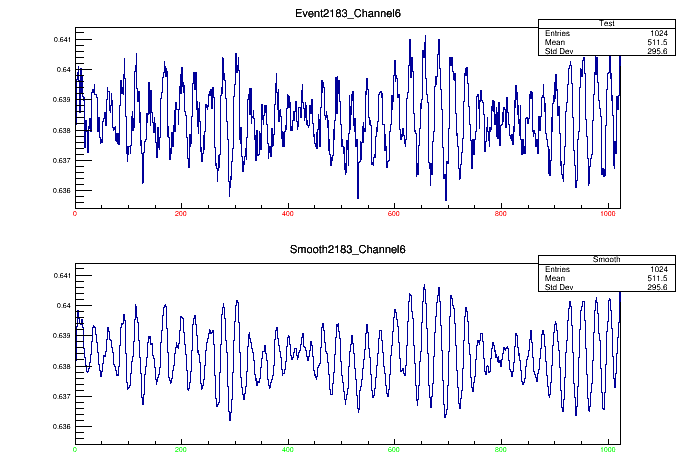 Event2183_Channel6
Test
Entries 1024
Mean 511.5
Std Dev 295.6
0.641
0.64
0.639
0.638
0.637
0.636
0 200 400 600 800 1000
Smooth2183_Channel6
Smooth
Entries 1024
Mean 511.5
Std Dev 295.6
0.641
0.64
0.639
0.638
0.637
0.636
0 200 400 600 800 1000